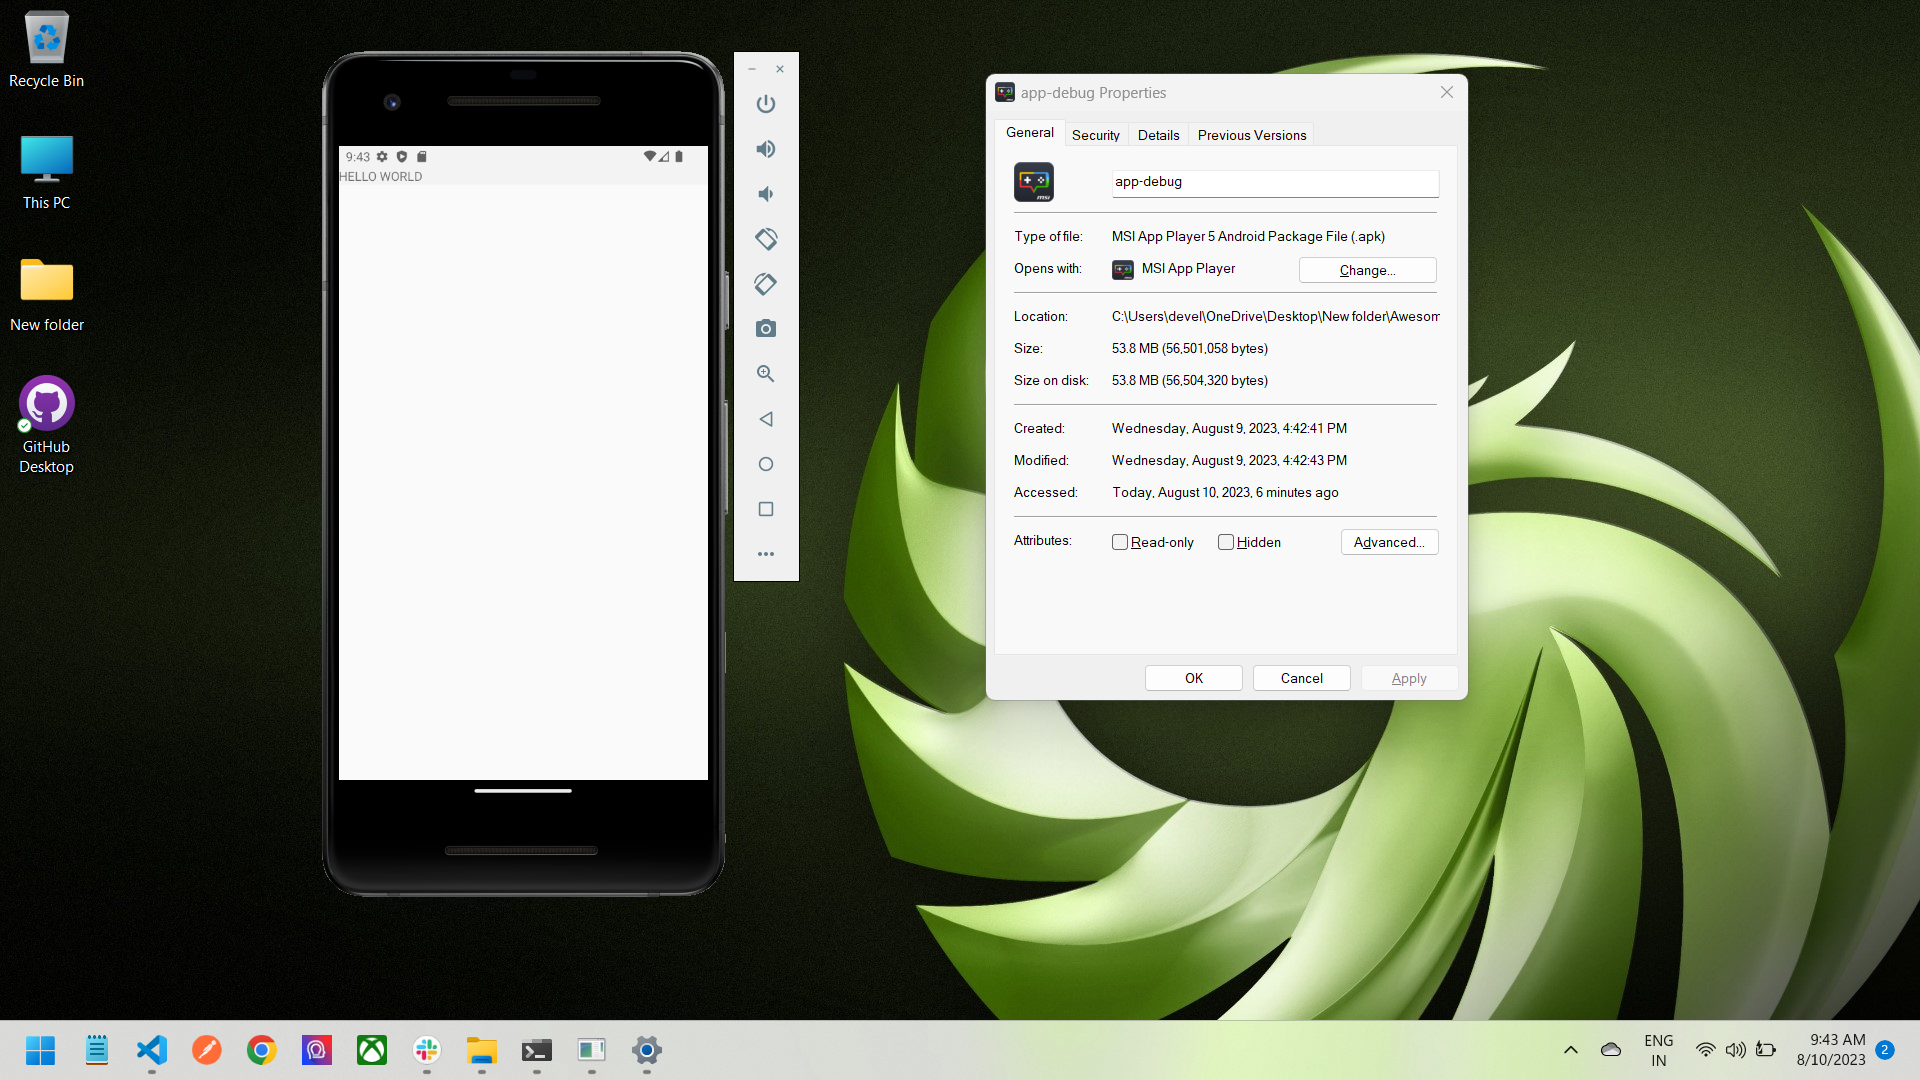 Recycle Bin
This PC
New folder
GitHub
Desktop
9:43
HELLO WORLD
app-debug Properties
General
Security
Details
Previous Versions
msi
app-debug
Type of file:
MSI App Player 5 Android Package File (.apk)
Opens with:
MSI App Player
Change...
Location:
C:\Users\devel\OneDrive\Desktop\New folder\Awesom
Size:
53.8 MB (56,501,058 bytes)
Size on disk:
53.8 MB (56,504,320 bytes)
Created:
Wednesday, August 9, 2023, 4:42:41 PM
Modified:
Wednesday, August 9, 2023, 4:42:43 PM
Accessed:
Today, August 10, 2023, 6 minutes ago
Attributes:
Read-only
Hidden
Advanced...
OK
Cancel
Apply
ENG
IN
9:43 AM
8/10/2023
2